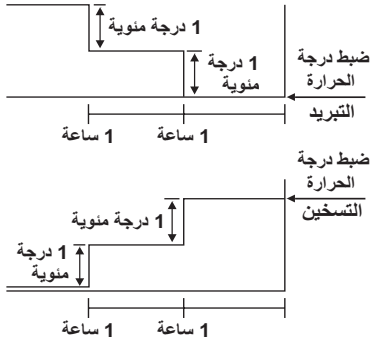 1 درجة مئوية
1 درجة
مئوية
ضبط درجة
الحرارة
التبريد
1 ساعة
1 ساعة
ضبط درجة
الحرارة
التسخين
1 درجة مئوية
1 درجة
مئوية
1 ساعة
1 ساعة